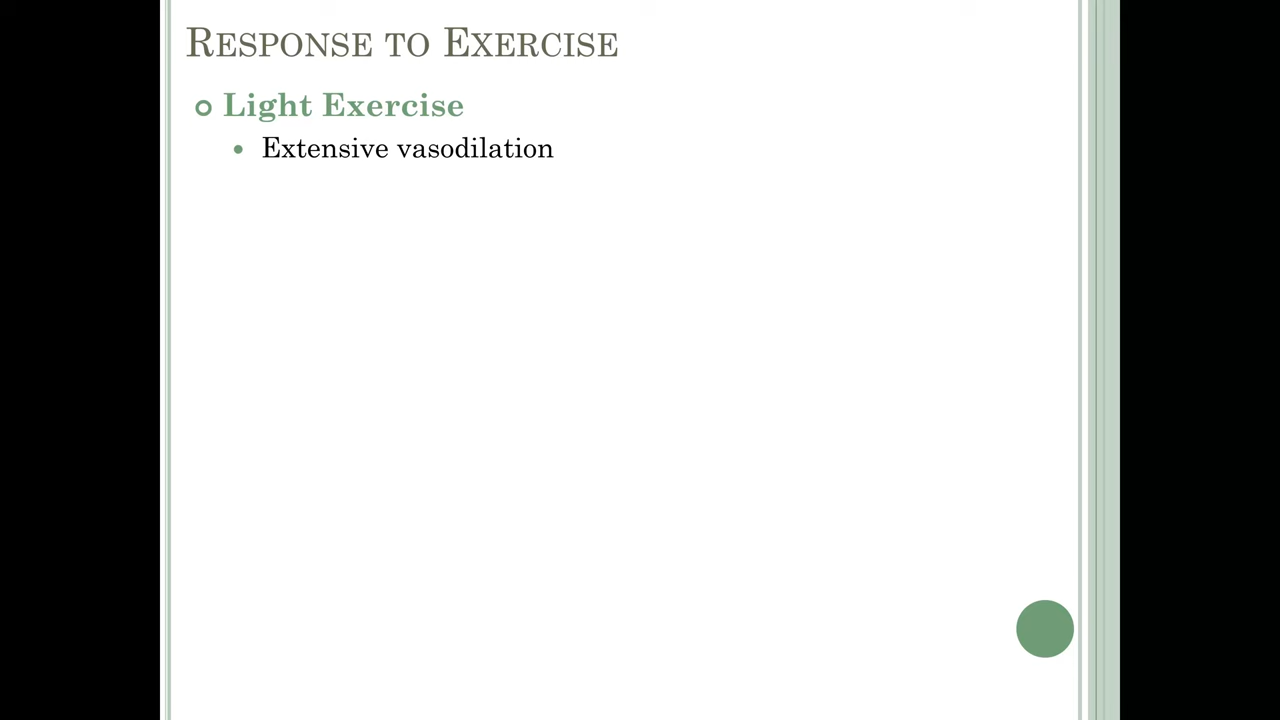 Response to Exercise
Light Exercise
Extensive vasodilation